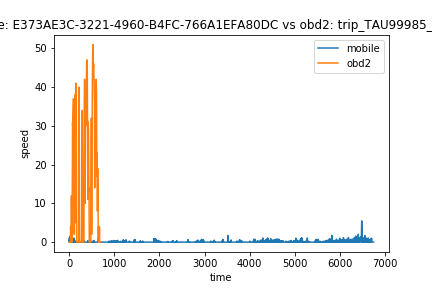 e: E373AE3C-3221-4960-B4FC-766A1EFA80DC vs obd2: trip_TAU99985_
mobile
obd2
50
40
30
20
10
0
speed
0 1000 2000 3000 4000 5000 6000 7000
time